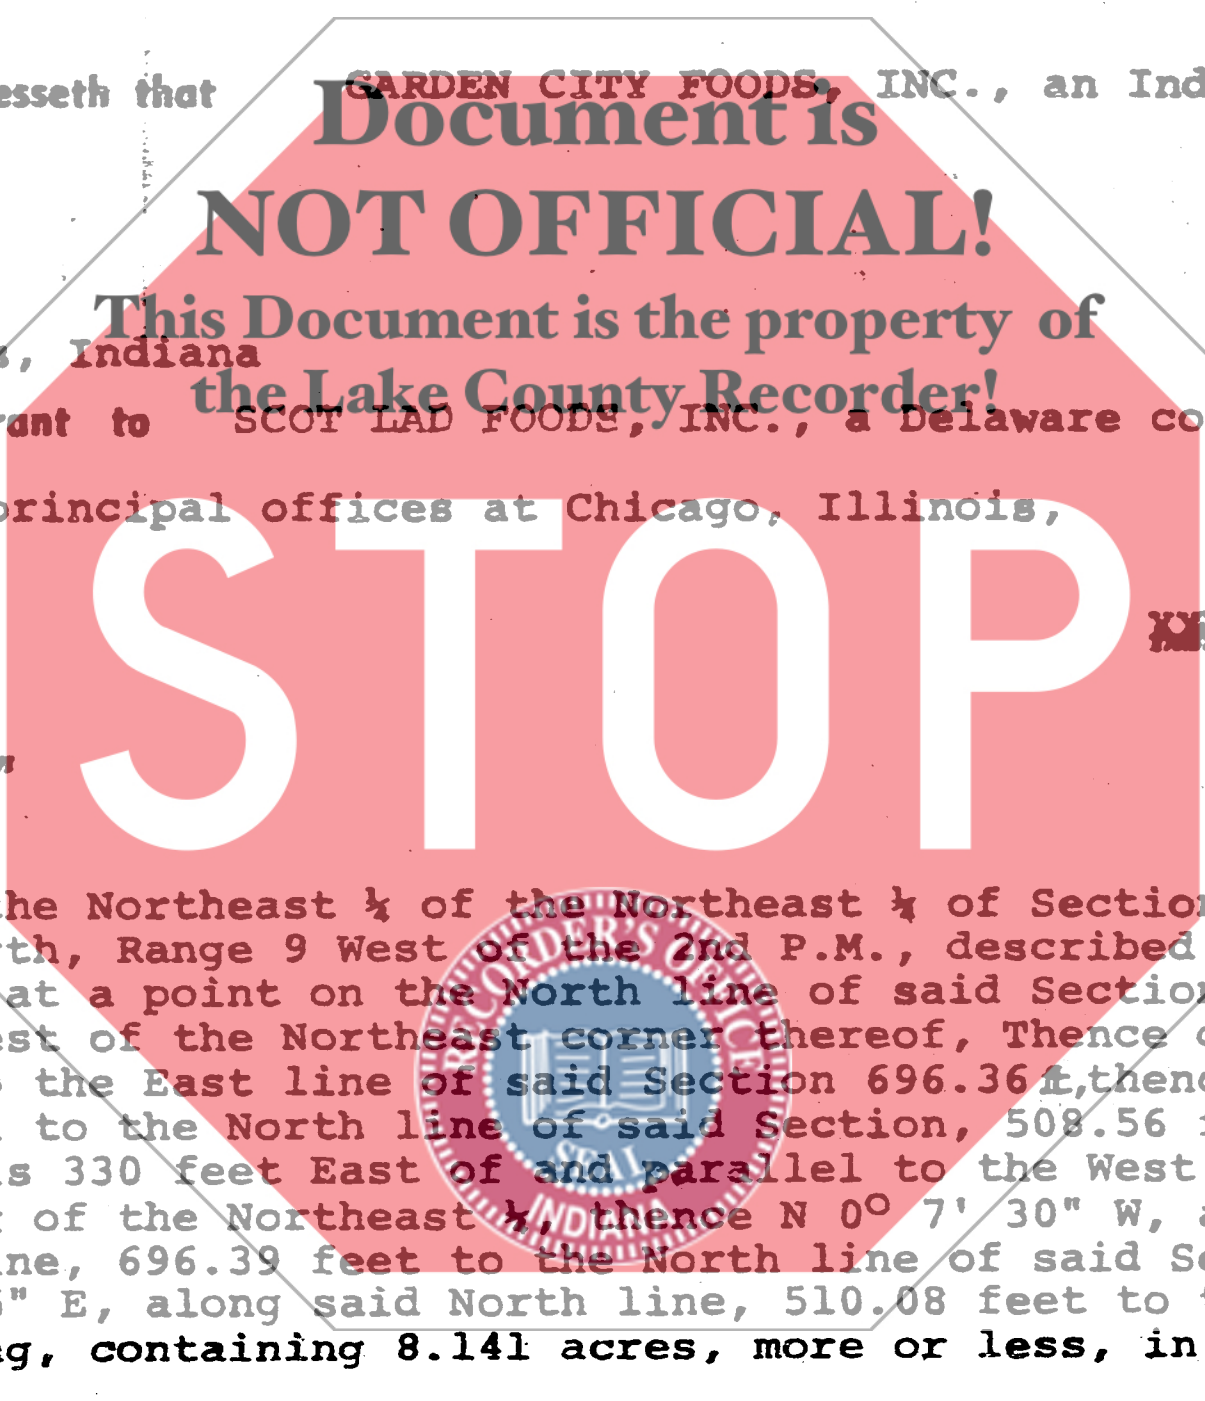 esseth that GARDEN CITY FOODS, INC., an Ind
Document is
NOT OFFICIAL!
This Document is the property of
, Indiana
the Lake County Recorder!
ant to SCOT LAD FOODS, INC., a Delaware co
principal offices at Chicago, Illinois,
STOP
the Northeast ¼ of the Northeast ¼ of Section
th, Range 9 West of the 2nd P.M., described
at a point on the North line of said Section
est of the Northeast corner thereof, Thence
the East line of said Section 696.36 ft,thenc
to the North line of said Section, 508.56
is 330 feet East of and parallel to the West
of the Northeast ¼, thence N 0° 7' 30" W,
ine, 696.39 feet to the North line of said Se
" E, along said North line, 510.08 feet to
ng, containing 8.141 acres, more or less, in
RECORDER'S OFFICE
SEAL
INDIANA